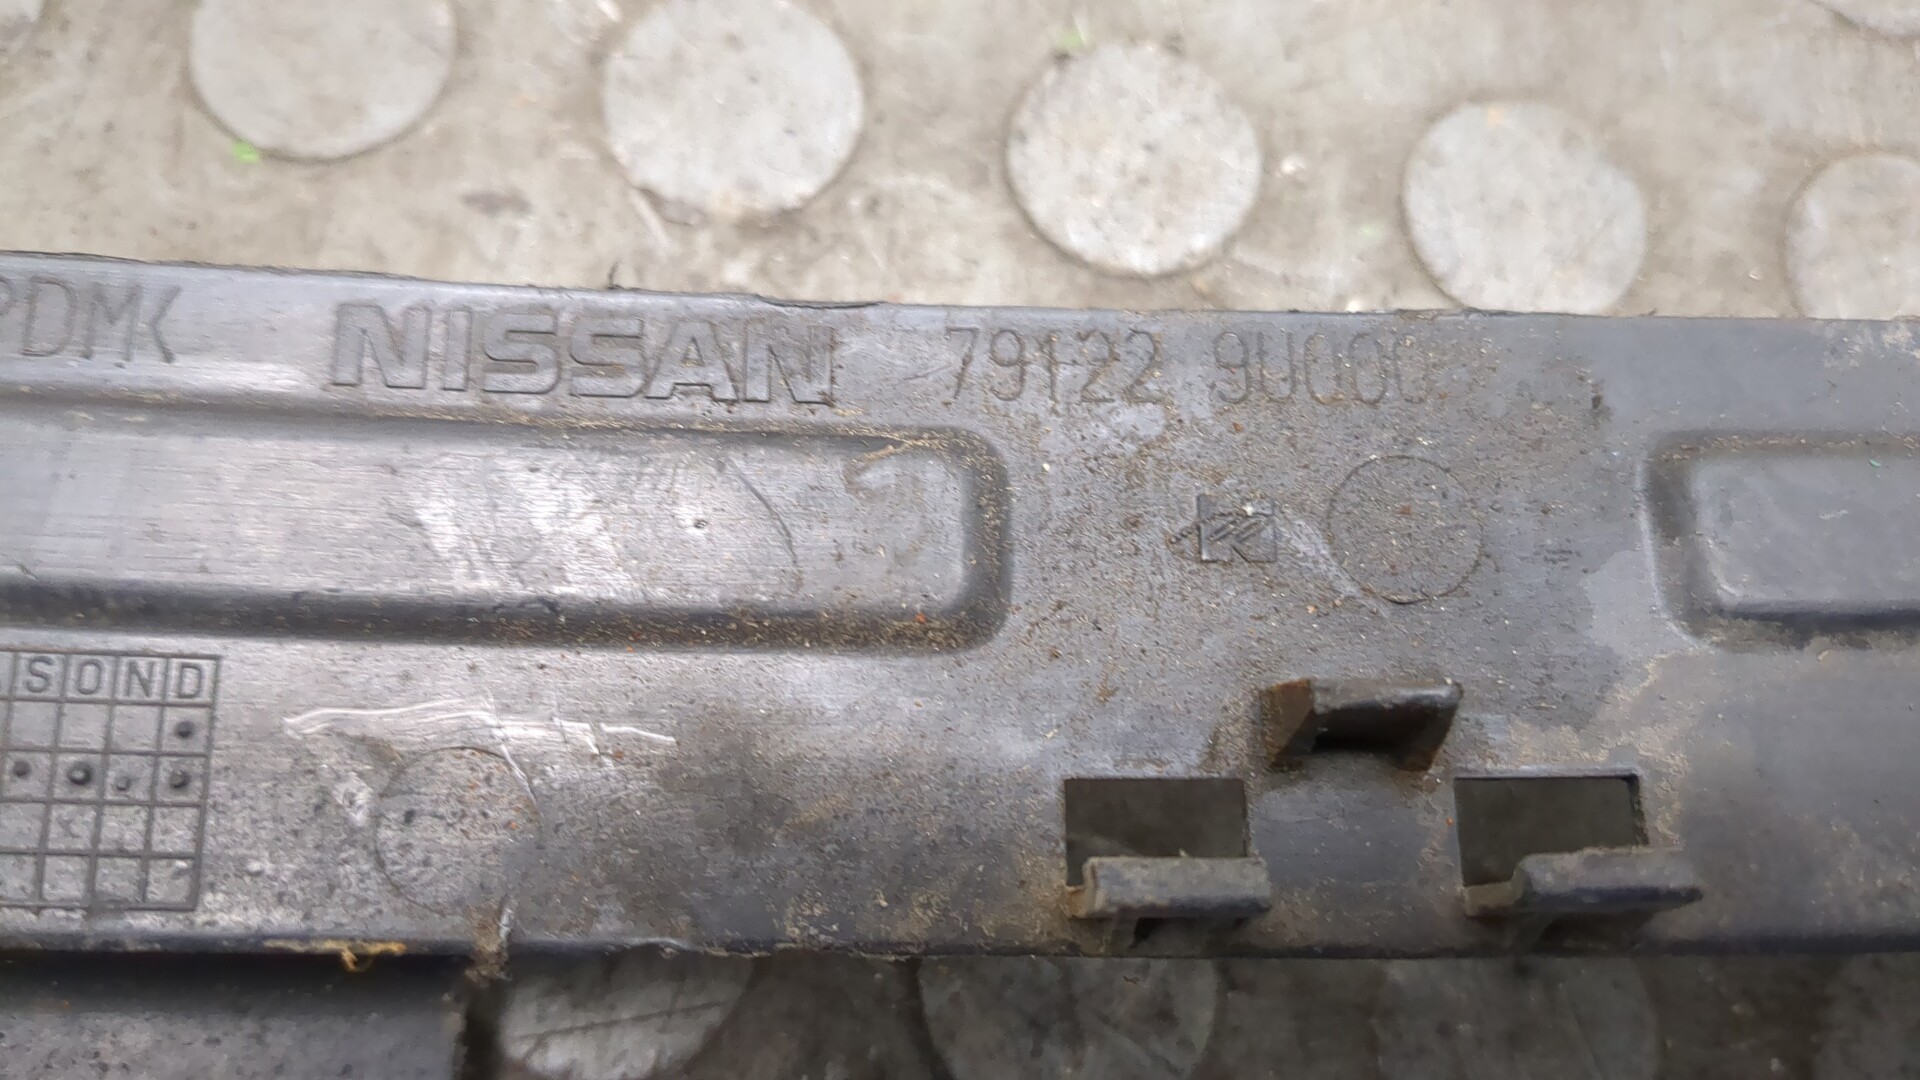 PDMK NISSAN 79122 9U000
S O N D